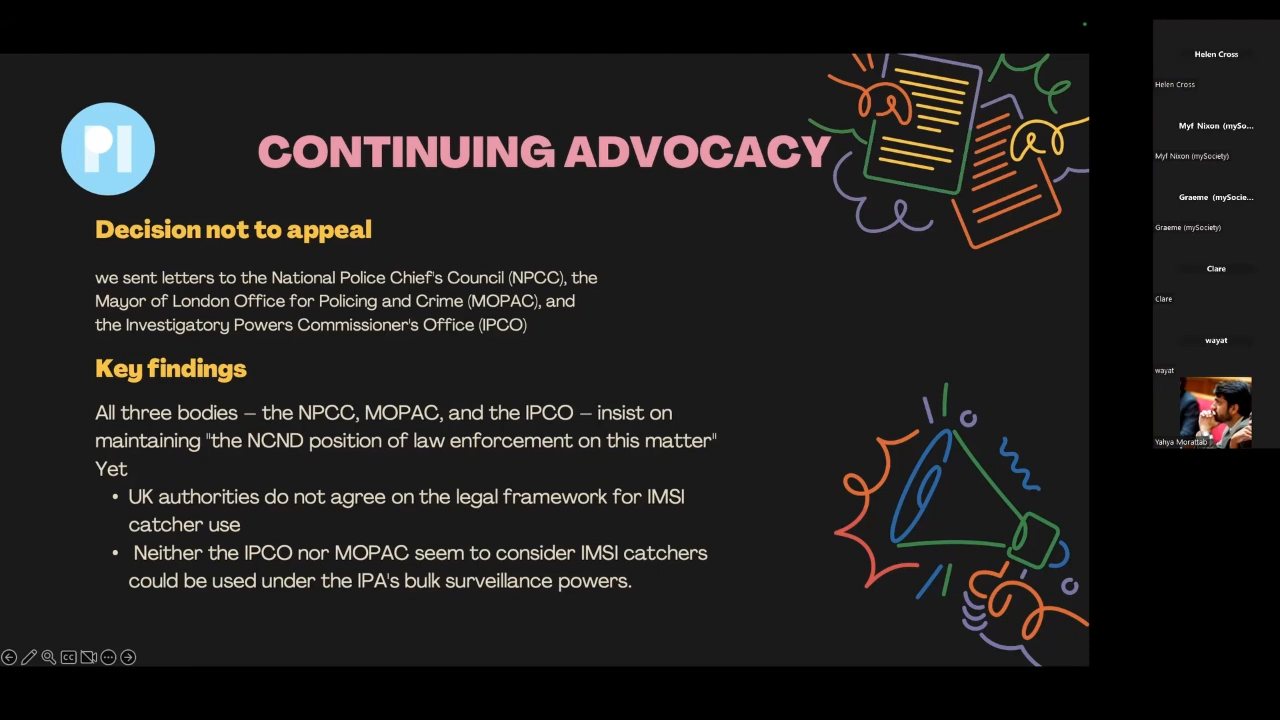 PI
CONTINUING ADVOCACY
Decision not to appeal
we sent letters to the National Police Chief's Council (NPCC), the
Mayor of London Office for Policing and Crime (MOPAC), and
the Investigatory Powers Commissioner's Office (IPCO)
Key findings
All three bodies – the NPCC, MOPAC, and the IPCO – insist on
maintaining "the NCND position of law enforcement on this matter"
Yet
• UK authorities do not agree on the legal framework for IMSI
catcher use
• Neither the IPCO nor MOPAC seem to consider IMSI catchers
could be used under the IPA's bulk surveillance powers.
CC
Helen Cross
Helen Cross
Myf Nixon (mySo...
Myf Nixon (mySociety)
Graeme (mySocie...
Graeme (mySociety)
Clare
Clare
wayat
wayat
Yahya Morattab